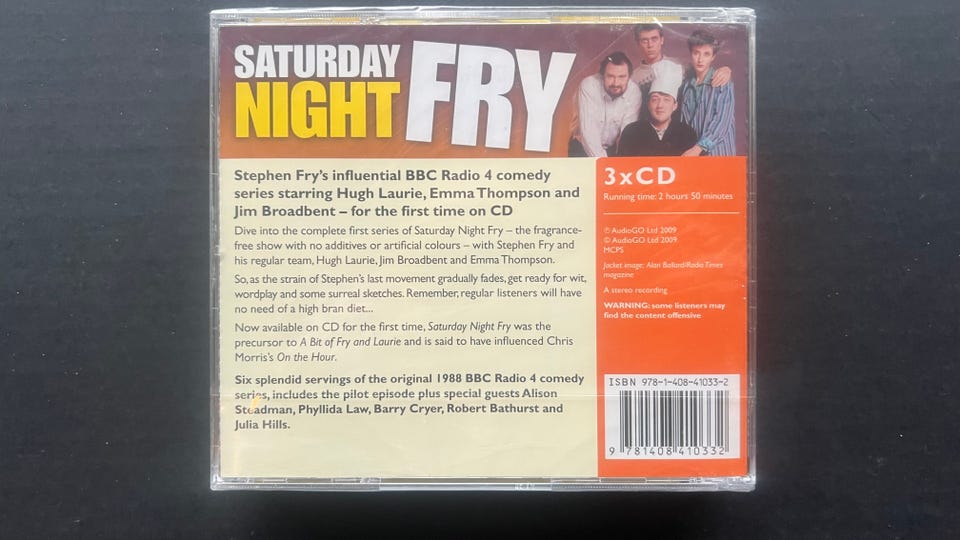 SATURDAY
NIGHT FRY
Stephen Fry's influential BBC Radio 4 comedy
series starring Hugh Laurie, Emma Thompson and
Jim Broadbent – for the first time on CD
Dive into the complete first series of Saturday Night Fry – the fragrance-
free show with no additives or artificial colours – with Stephen Fry and
his regular team, Hugh Laurie, Jim Broadbent and Emma Thompson.
So, as the strain of Stephen's last movement gradually fades, get ready for wit,
wordplay and some surreal sketches. Remember, regular listeners will have
no need of a high bran diet...
Now available on CD for the first time, Saturday Night Fry was the
precursor to A Bit of Fry and Laurie and is said to have influenced Chris
Morris's On the Hour.
Six splendid servings of the original 1988 BBC Radio 4 comedy
series, includes the pilot episode plus special guests Alison
Steadman, Phyllida Law, Barry Cryer, Robert Bathurst and
Julia Hills.
3xCD
Running time: 2 hours 50 minutes
℗ AudioGO Ltd 2009
© AudioGO Ltd 2009
MCPS
Jacket image: Alan Ballard/Radio Times
magazine
A stereo recording
WARNING: some listeners may
find the content offensive
ISBN 978-1-408-41033-2
9 781408 410332